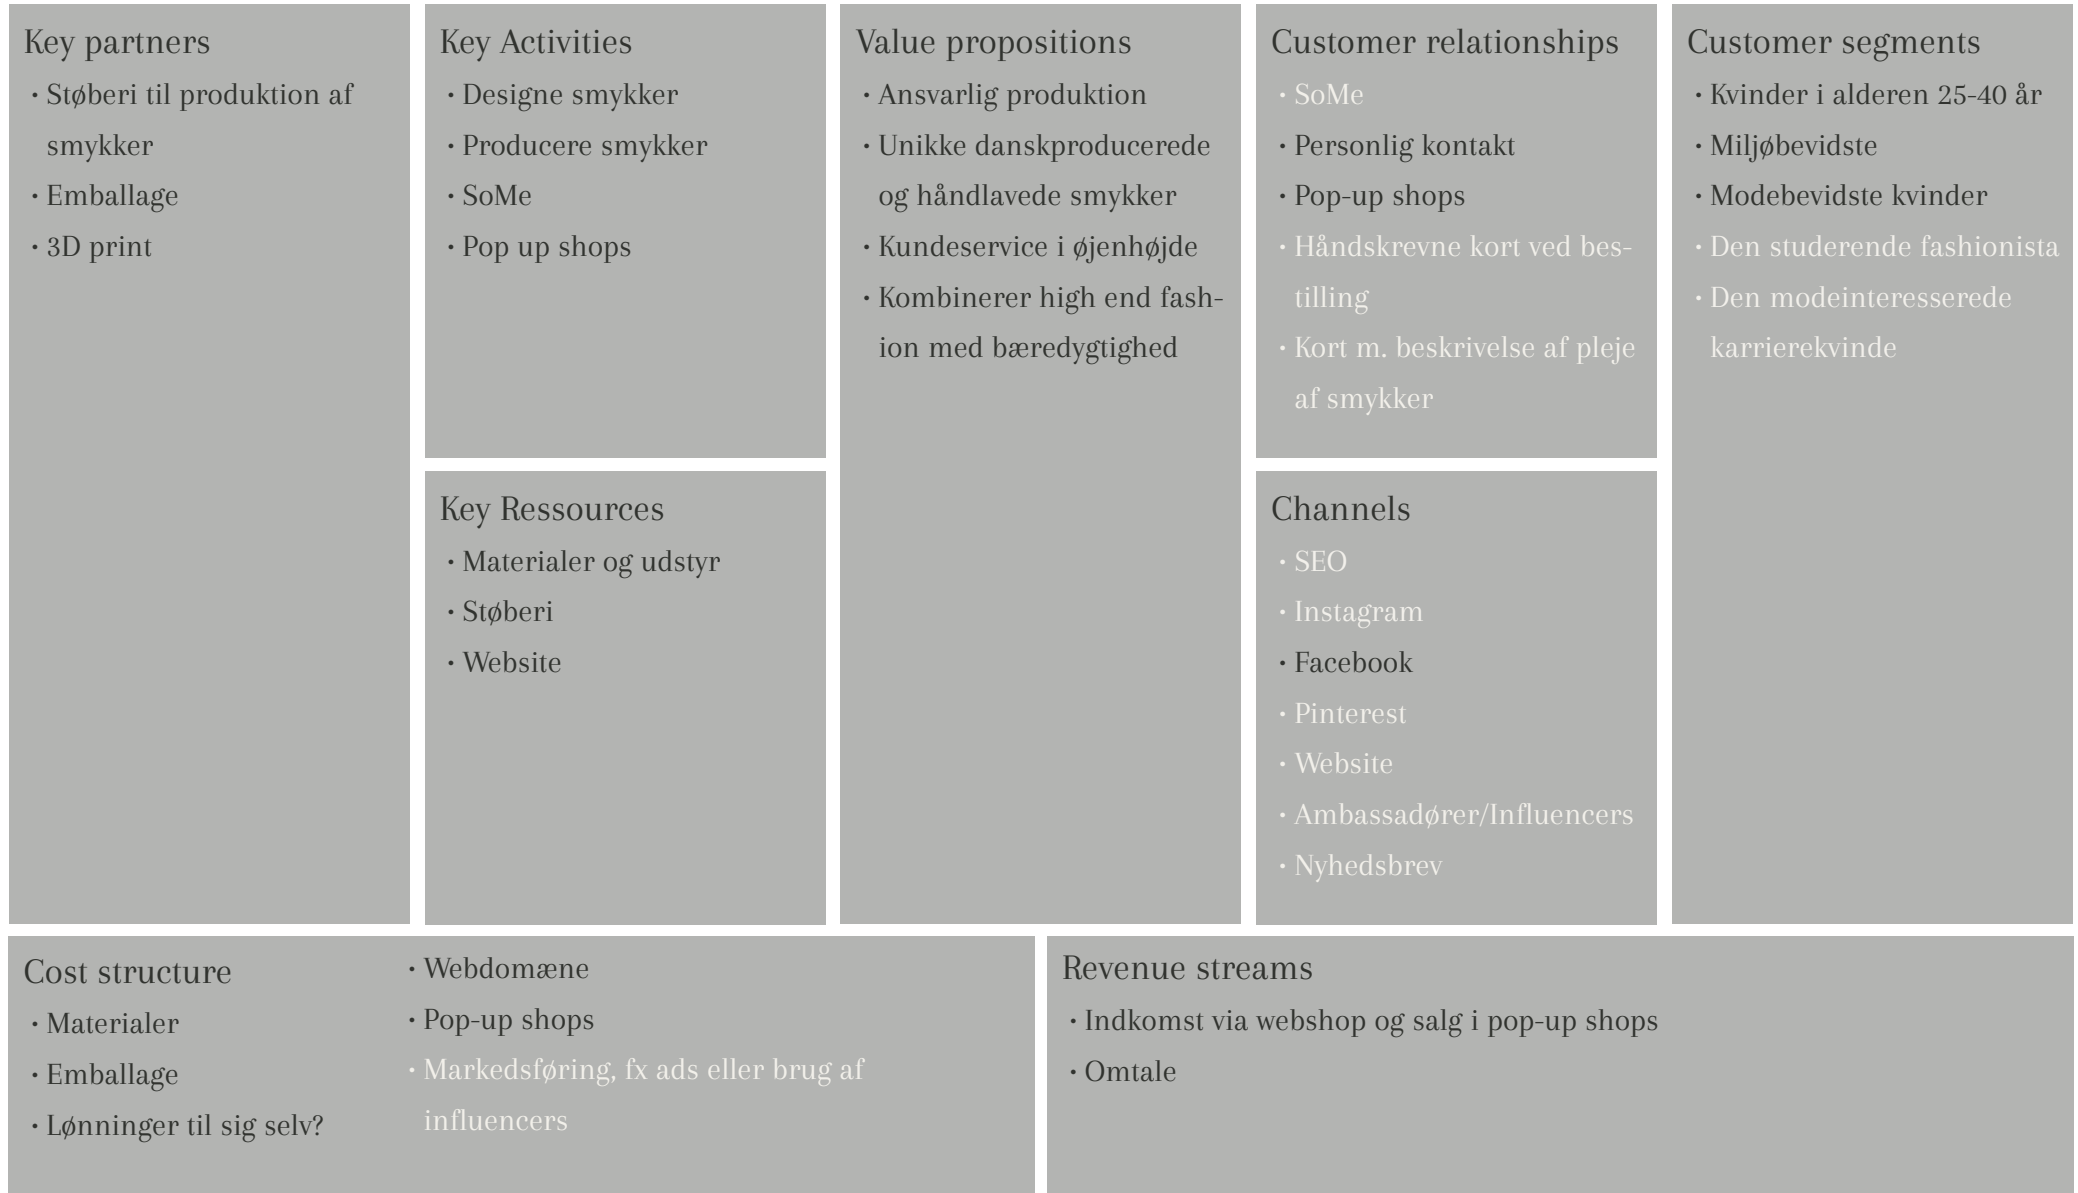 Key partners
· Støberi til produktion af
smykker
· Emballage
· 3D print
Key Activities
· Designe smykker
· Producere smykker
· SoMe
· Pop up shops
Key Ressources
· Materialer og udstyr
· Støberi
· Website
Value propositions
· Ansvarlig produktion
· Unikke danskproducerede
og håndlavede smykker
· Kundeservice i øjenhøjde
· Kombinerer high end fash-
ion med bæredygtighed
Customer relationships
· SoMe
· Personlig kontakt
· Pop-up shops
· Håndskrevne kort ved bes-
tilling
· Kort m. beskrivelse af pleje
af smykker
Channels
· SEO
· Instagram
· Facebook
· Pinterest
· Website
· Ambassadører/Influencers
· Nyhedsbrev
Customer segments
· Kvinder i alderen 25-40 år
· Miljøbevidste
· Modebevidste kvinder
· Den studerende fashionista
· Den modeinteresserede
karrierekvinde
Cost structure
· Materialer
· Emballage
· Lønninger til sig selv?
· Webdomæne
· Pop-up shops
· Markedsføring, fx ads eller brug af
influencers
Revenue streams
· Indkomst via webshop og salg i pop-up shops
· Omtale